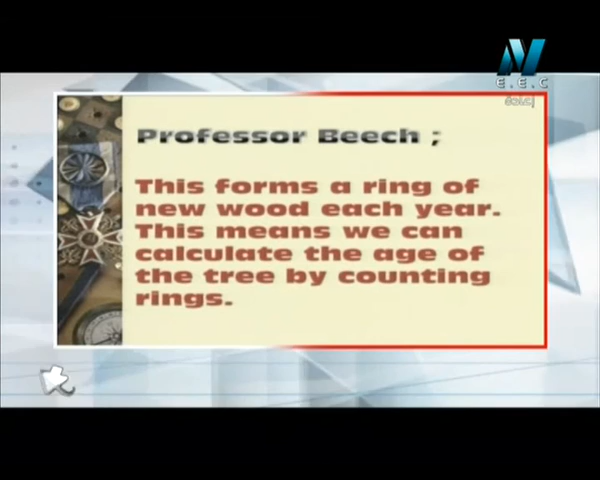 E.E.C
إعادة
Professor Beech ;
This forms a ring of
new wood each year.
This means we can
calculate the age of
the tree by counting
rings.